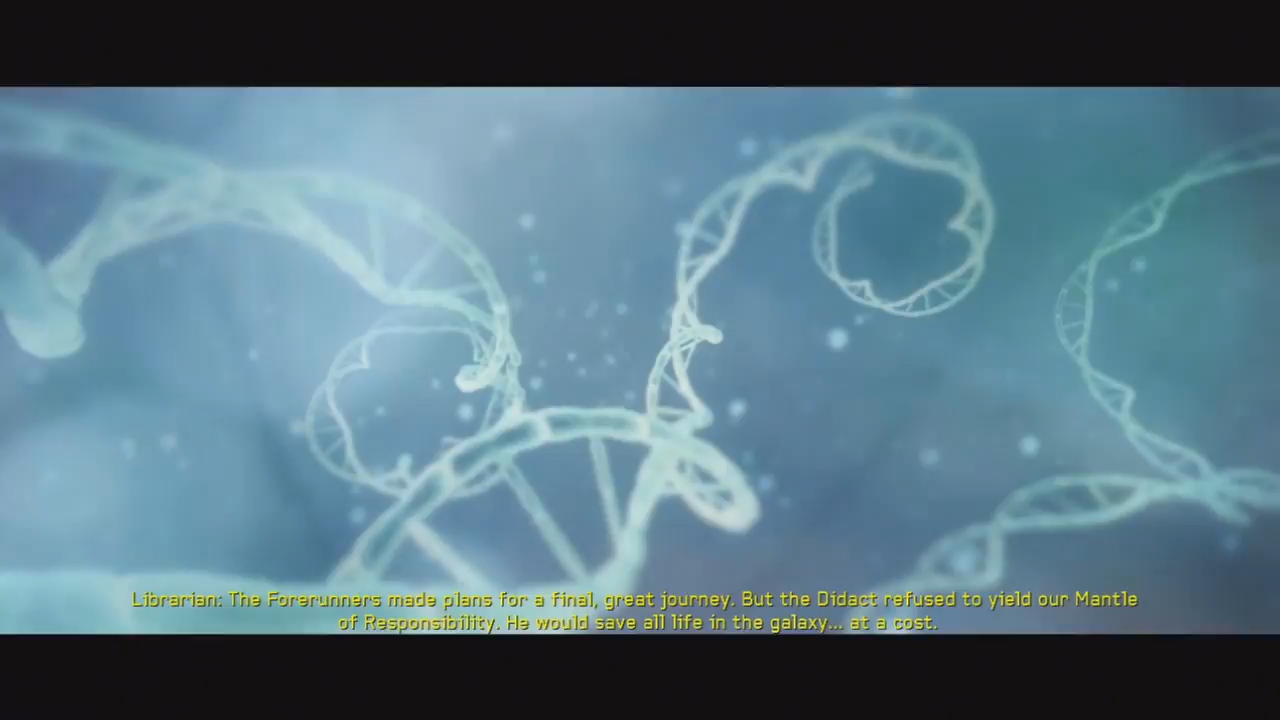 Librarian: The Forerunners made plans for a final, great journey. But the Didact refused to yield our Mantle
of Responsibility. He would save all life in the galaxy... at a cost.